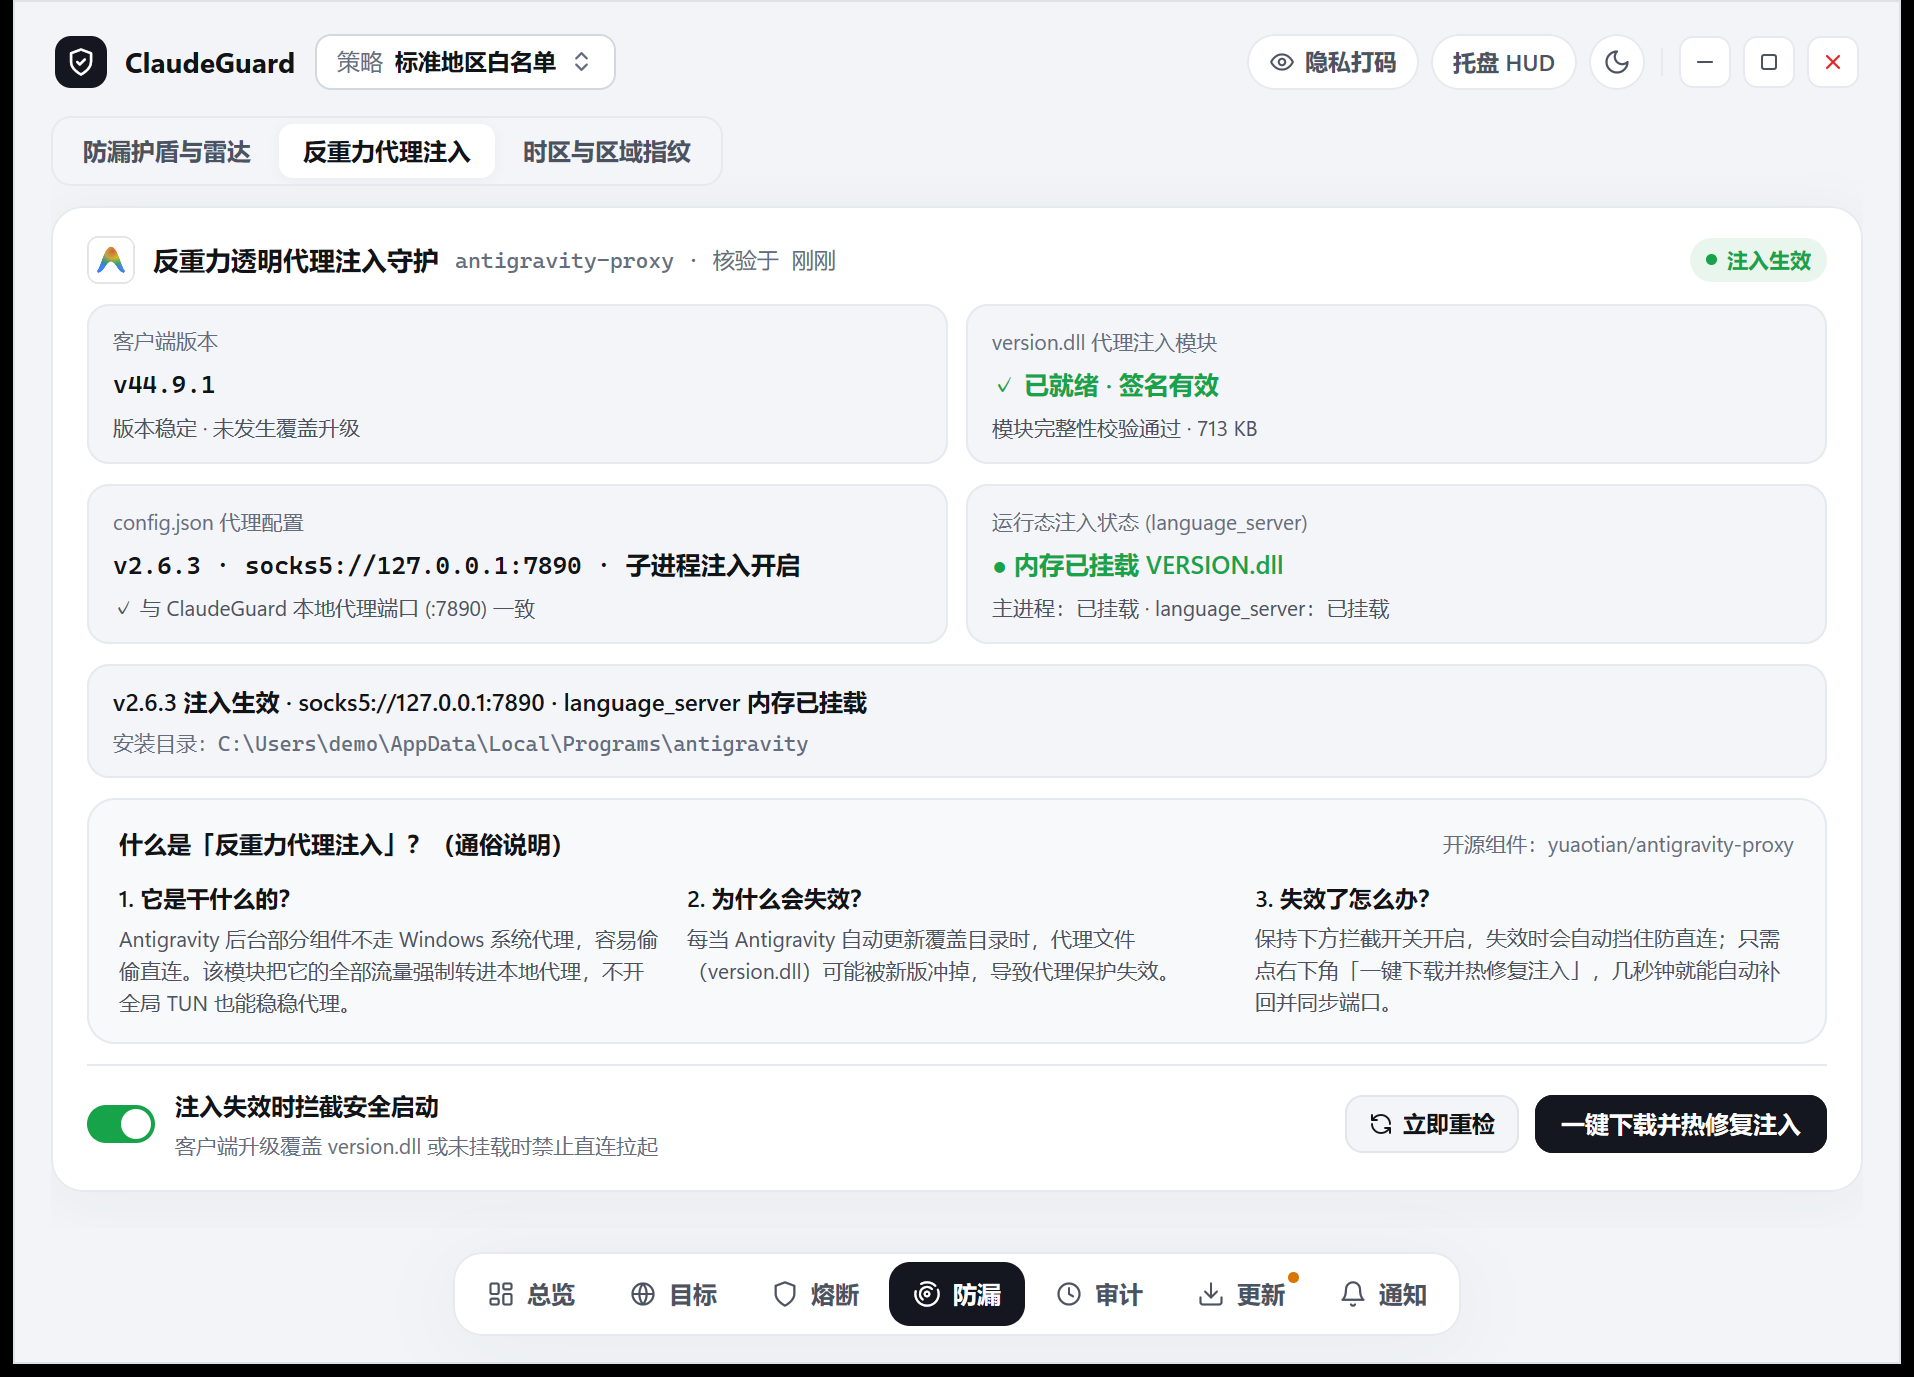 ClaudeGuard 策略 标准地区白名单 隐私打码 托盘 HUD
防漏护盾与雷达 反重力代理注入 时区与区域指纹
反重力透明代理注入守护 antigravity-proxy · 核验于 刚刚 注入生效
客户端版本
v44.9.1
版本稳定 · 未发生覆盖升级
version.dll 代理注入模块
✓ 已就绪 · 签名有效
模块完整性校验通过 · 713 KB
config.json 代理配置
v2.6.3 · socks5://127.0.0.1:7890 · 子进程注入开启
✓ 与 ClaudeGuard 本地代理端口 (:7890) 一致
运行态注入状态 (language_server)
● 内存已挂载 VERSION.dll
主进程：已挂载 · language_server：已挂载
v2.6.3 注入生效 · socks5://127.0.0.1:7890 · language_server 内存已挂载
安装目录：C:\Users\demo\AppData\Local\Programs\antigravity
什么是「反重力代理注入」？（通俗说明） 开源组件：yuaotian/antigravity-proxy
1. 它是干什么的？
Antigravity 后台部分组件不走 Windows 系统代理，容易偷
偷直连。该模块把它的全部流量强制转进本地代理，不开
全局 TUN 也能稳稳代理。
2. 为什么会失效？
每当 Antigravity 自动更新覆盖目录时，代理文件
（version.dll）可能被新版冲掉，导致代理保护失效。
3. 失效了怎么办？
保持下方拦截开关开启，失效时会自动挡住防直连；只需
点右下角「一键下载并热修复注入」，几秒钟就能自动补
回并同步端口。
注入失效时拦截安全启动
客户端升级覆盖 version.dll 或未挂载时禁止直连拉起
立即重检 一键下载并热修复注入
总览 目标 熔断 防漏 审计 更新 通知